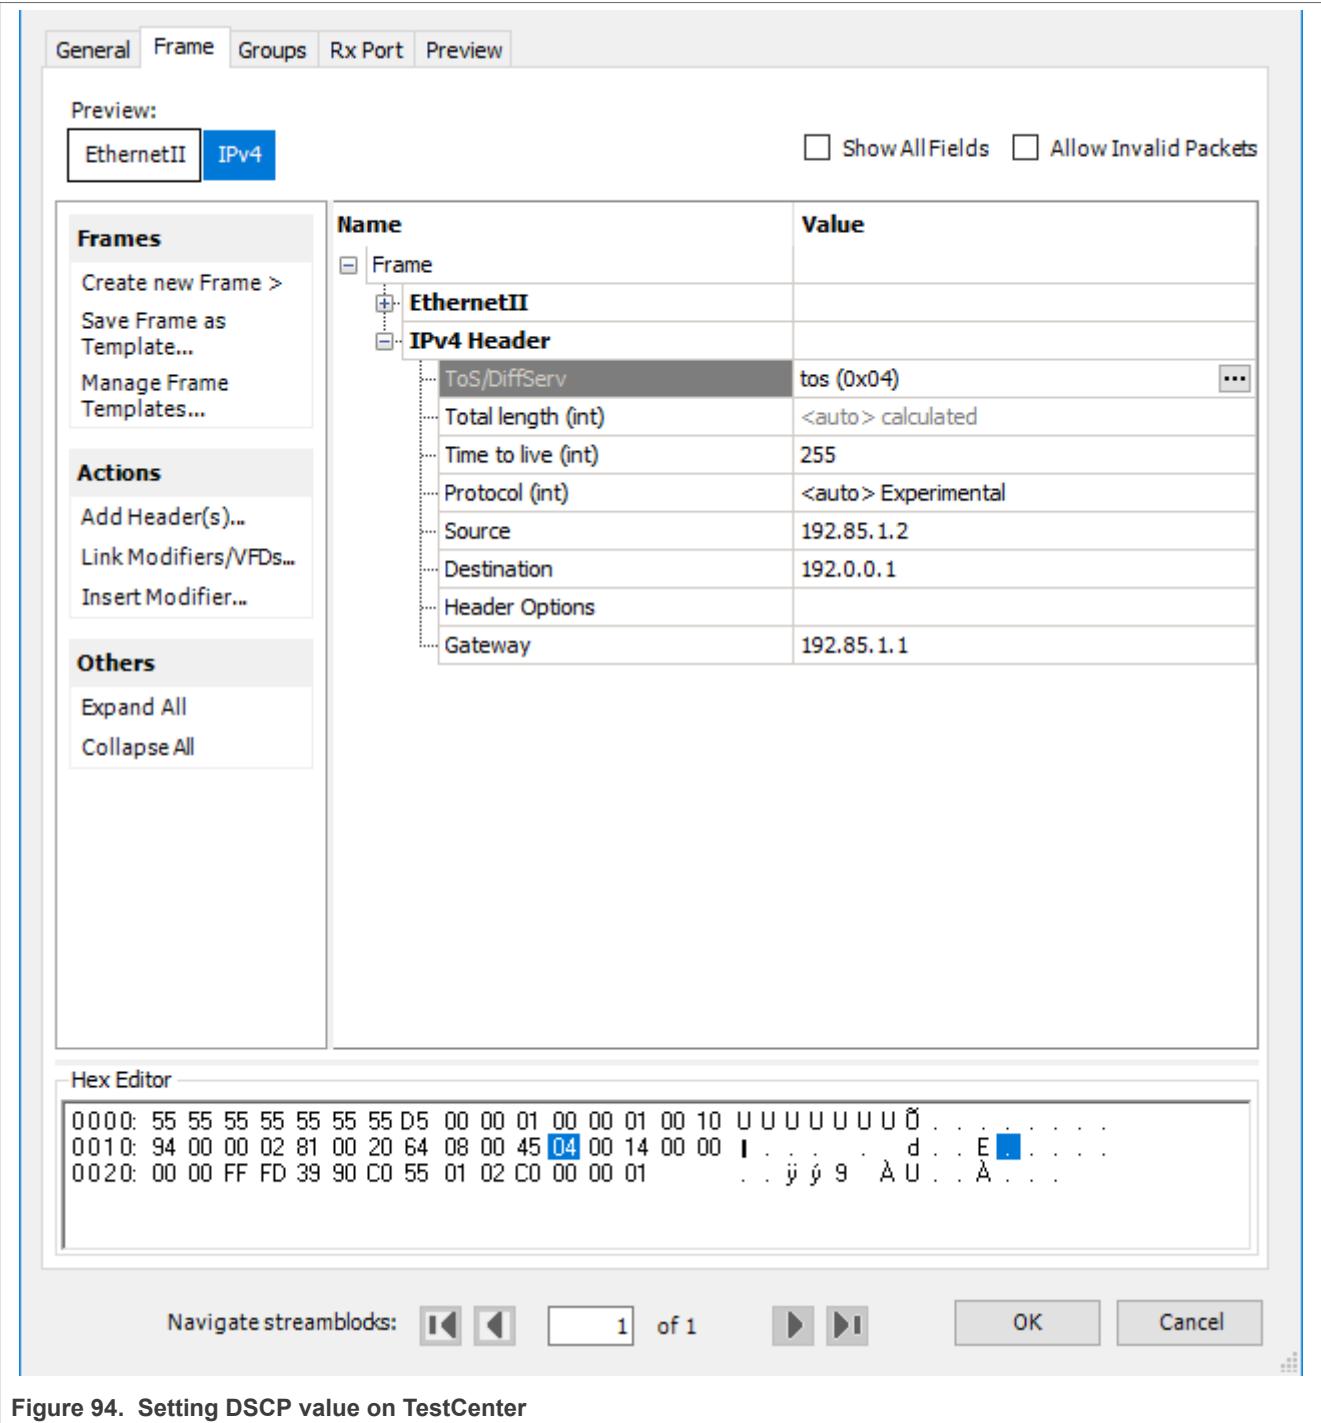 General Frame Groups Rx Port Preview
Preview:
EthernetII IPv4
Show All Fields Allow Invalid Packets
Frames
Create new Frame >
Save Frame as
Template...
Manage Frame
Templates...
Actions
Add Header(s)...
Link Modifiers/VFDs...
Insert Modifier...
Others
Expand All
Collapse All
Name Value
Frame
EthernetII
IPv4 Header
ToS/DiffServ tos (0x04) ...
Total length (int) <auto> calculated
Time to live (int) 255
Protocol (int) <auto> Experimental
Source 192.85.1.2
Destination 192.0.0.1
Header Options
Gateway 192.85.1.1
Hex Editor
0000: 55 55 55 55 55 55 55 D5 00 00 01 00 00 01 00 10 U U U U U U U Õ . . . . . . . .
0010: 94 00 00 02 81 00 20 64 08 00 45 04 00 14 00 00 . . . . d . . E . . . . .
0020: 00 00 FF FD 39 90 C0 55 01 02 C0 00 00 01 . . ÿ ý 9 À U . . À . . .
Navigate streamblocks: 1 of 1 OK Cancel
Figure 94. Setting DSCP value on TestCenter